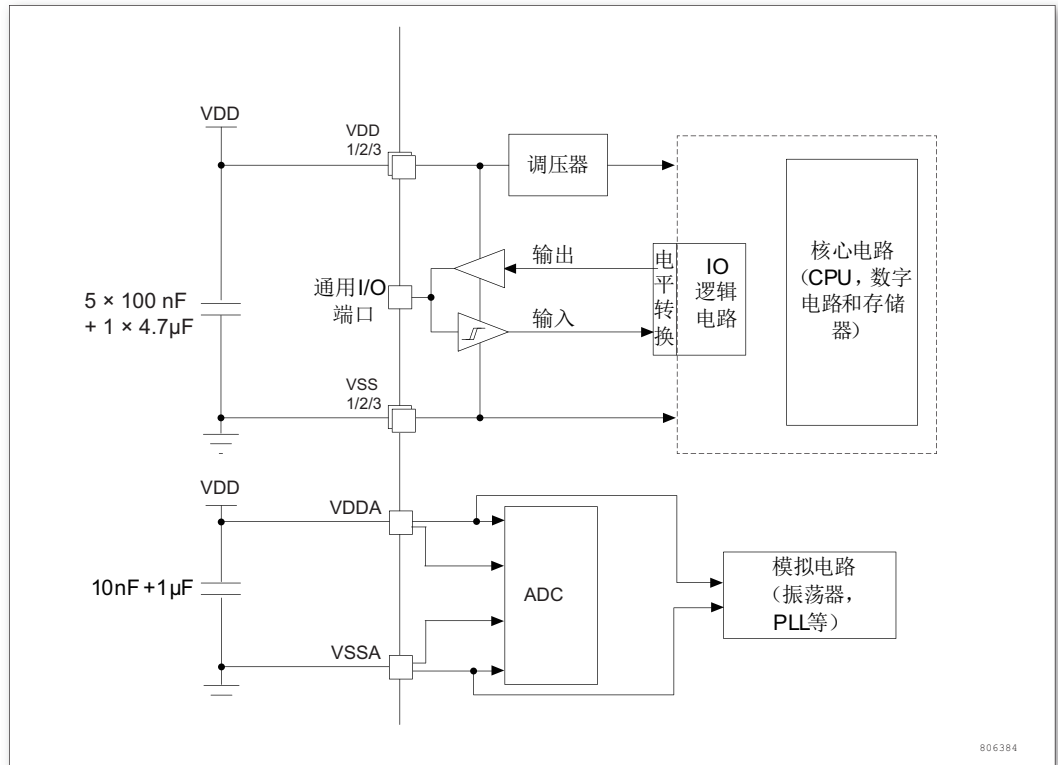 VDD
VDD
1/2/3
调压器
5 × 100 nF
+ 1 × 4.7μF
通用I/O
端口
输出
输入
电
平
转
换
IO
逻辑
电路
核心电路
（CPU，数字
电路和存储
器）
VSS
1/2/3
VDD
VDDA
10nF +1μF
ADC
VSSA
模拟电路
（振荡器，
PLL等）
806384